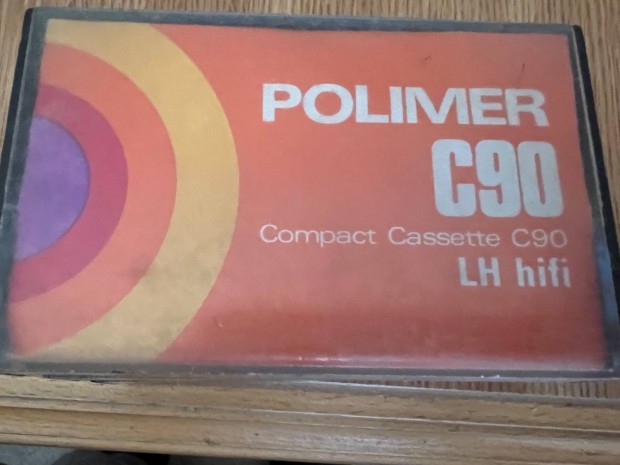 POLIMER
C90
Compact Cassette C90
LH hifi